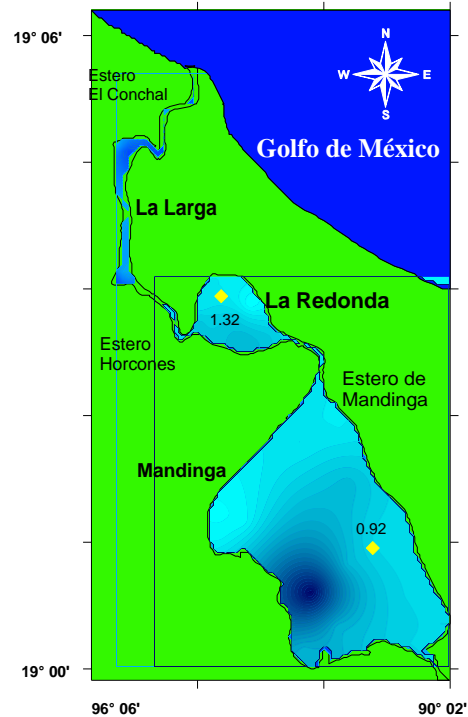 19° 06'
Estero
El Conchal
N
W E
S
Golfo de México
La Larga
La Redonda
1.32
Estero
Horcones
Estero de
Mandinga
Mandinga
0.92
19° 00'
96° 06'
90° 02'